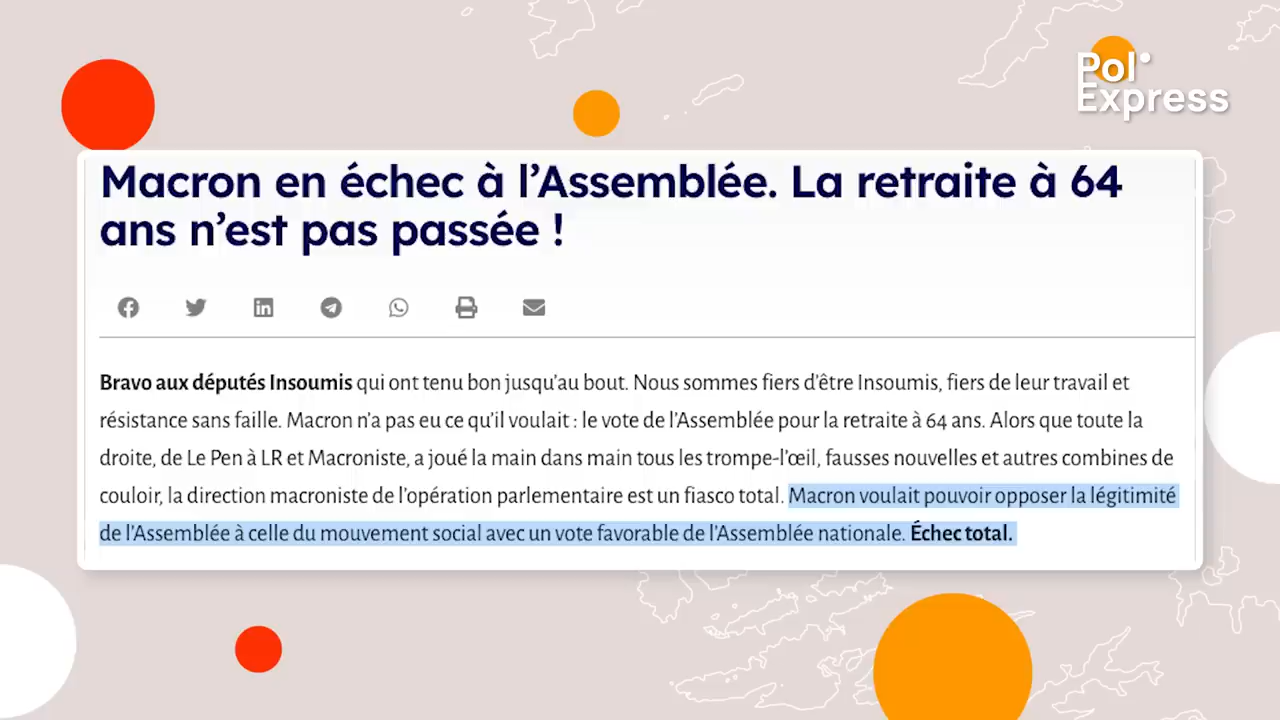 Pol
Express
Macron en échec à l’Assemblée. La retraite à 64
ans n’est pas passée !
Bravo aux députés Insoumis qui ont tenu bon jusqu’au bout. Nous sommes fiers d’être Insoumis, fiers de leur travail et
résistance sans faille. Macron n’a pas eu ce qu’il voulait : le vote de l’Assemblée pour la retraite à 64 ans. Alors que toute la
droite, de Le Pen à LR et Macroniste, a joué la main dans main tous les trompe-l’œil, fausses nouvelles et autres combines de
couloir, la direction macroniste de l’opération parlementaire est un fiasco total. Macron voulait pouvoir opposer la légitimité
de l’Assemblée à celle du mouvement social avec un vote favorable de l’Assemblée nationale. Échec total.